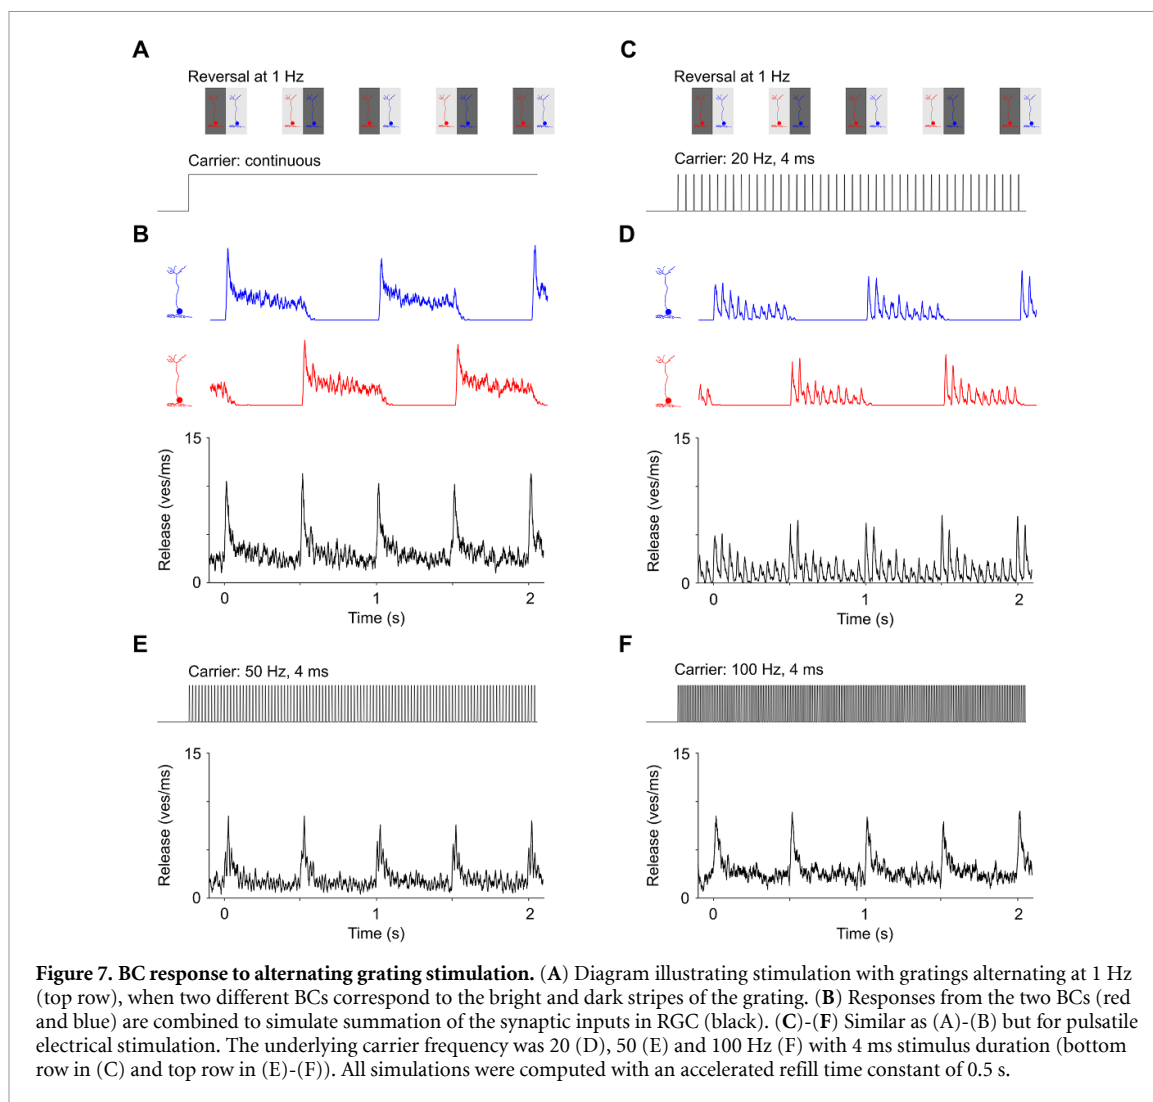 A
Reversal at 1 Hz
Carrier: continuous
B
Release (ves/ms)
15
0
0
1
2
Time (s)
C
Reversal at 1 Hz
Carrier: 20 Hz, 4 ms
D
Release (ves/ms)
15
0
0
1
2
Time (s)
E
Carrier: 50 Hz, 4 ms
Release (ves/ms)
15
0
0
1
2
Time (s)
F
Carrier: 100 Hz, 4 ms
Release (ves/ms)
15
0
0
1
2
Time (s)
Figure 7. BC response to alternating grating stimulation. (A) Diagram illustrating stimulation with gratings alternating at 1 Hz
(top row), when two different BCs correspond to the bright and dark stripes of the grating. (B) Responses from the two BCs (red
and blue) are combined to simulate summation of the synaptic inputs in RGC (black). (C)-(F) Similar as (A)-(B) but for pulsatile
electrical stimulation. The underlying carrier frequency was 20 (D), 50 (E) and 100 Hz (F) with 4 ms stimulus duration (bottom
row in (C) and top row in (E)-(F)). All simulations were computed with an accelerated refill time constant of 0.5 s.